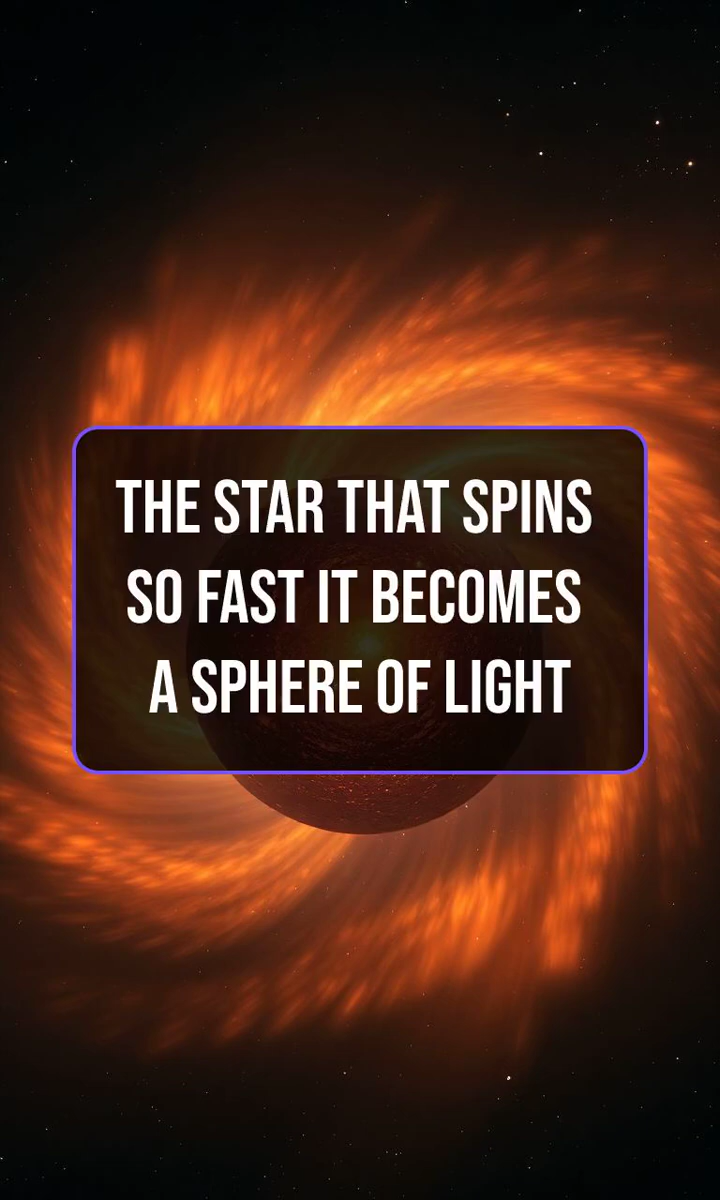 THE STAR THAT SPINS
SO FAST IT BECOMES
A SPHERE OF LIGHT